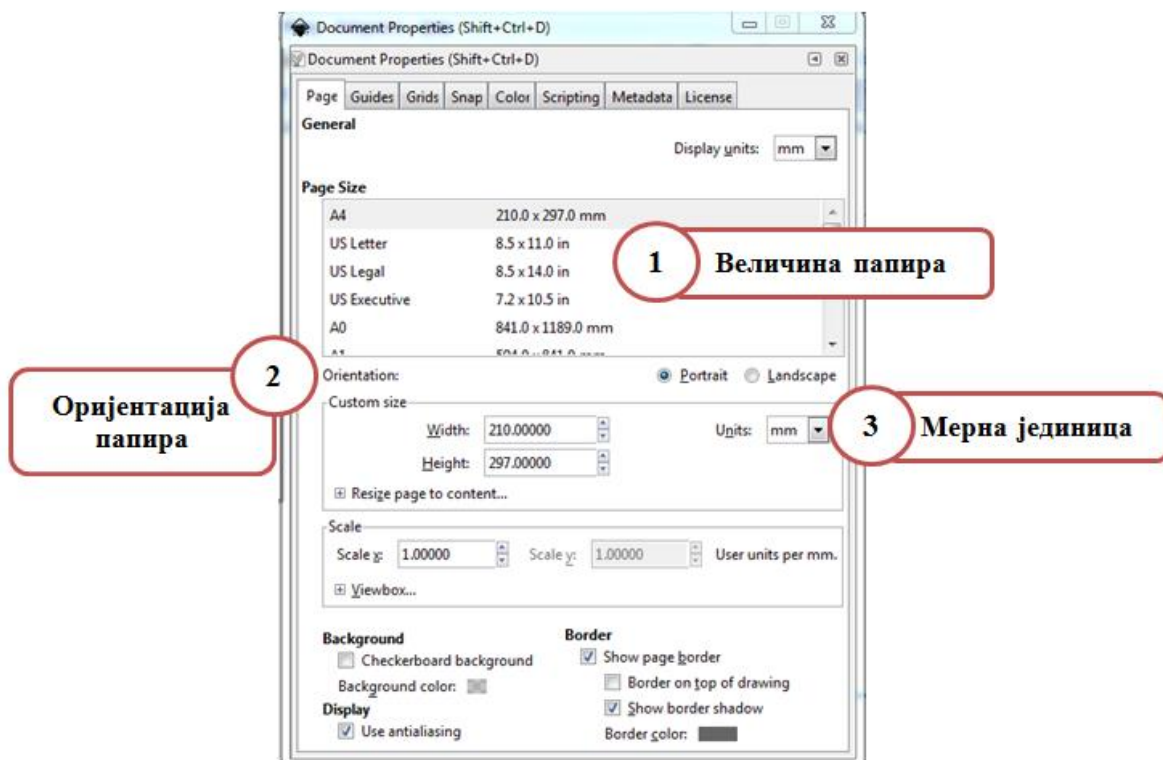 Document Properties (Shift+Ctrl+D)
Document Properties (Shift+Ctrl+D)
Page Guides Grids Snap Color Scripting Metadata License
General
Display units: mm
Page Size
A4 210.0 x 297.0 mm
US Letter 8.5 x 11.0 in
US Legal 8.5 x 14.0 in
US Executive 7.2 x 10.5 in
A0 841.0 x 1189.0 mm
1 Величина папира
2 Оријентација
папира
Orientation: Portrait Landscape
Custom size
Width: 210.00000 Units: mm
Height: 297.00000
3 Мерна јединица
Resize page to content...
Scale
Scale x: 1.00000 Scale y: 1.00000 User units per mm.
Viewbox...
Background
Checkerboard background
Background color:
Display
Use antialiasing
Border
Show page border
Border on top of drawing
Show border shadow
Border color: